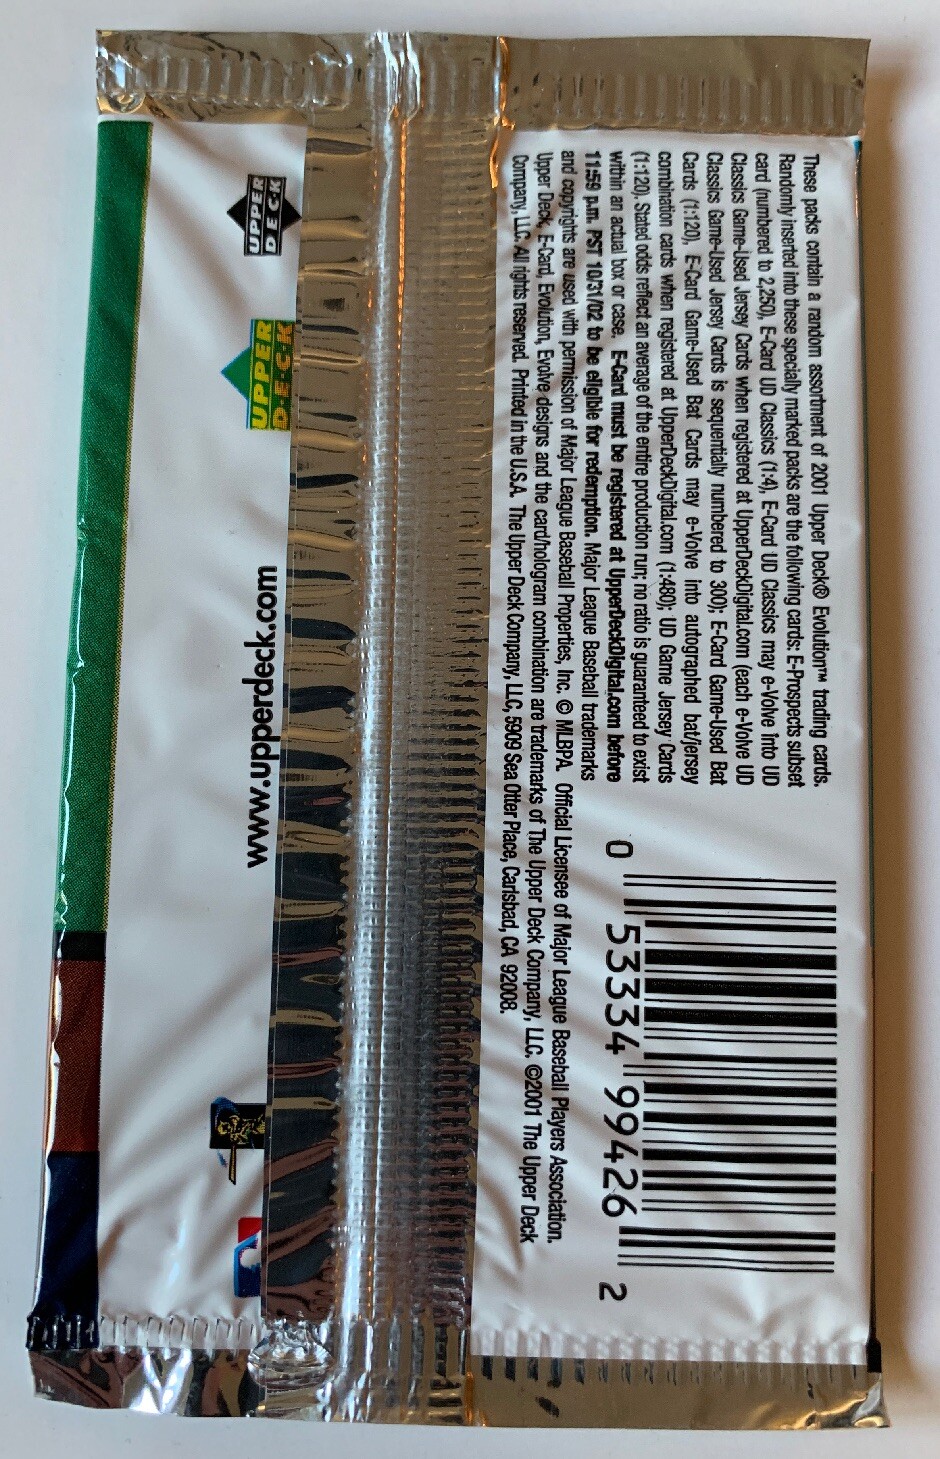 These packs contain a random assortment of 2001 Upper Deck® Evolution™ trading cards.
Randomly inserted into these specially marked packs are the following cards: E-Prospects subset
card (numbered to 2,250), E-Card UD Classics (1:4), E-Card UD Classics may e-Volve into UD
Classics Game-Used Jersey Cards when registered at UpperDeckDigital.com (each e-Volve UD
Classics Game-Used Jersey Cards is sequentially numbered to 300); E-Card Game-Used Bat
Cards (1:120), E-Card Game-Used Bat Cards may e-Volve into autographed bat/jersey
combination cards when registered at UpperDeckDigital.com (1:480); UD Game Jersey Cards
(1:120). Stated odds reflect an average of the entire production run; no ratio is guaranteed to exist
within an actual box or case. E-Card must be registered at UpperDeckDigital.com before
11:59 p.m. PST 10/31/02 to be eligible for redemption. Major League Baseball trademarks
and copyrights are used with permission of Major League Baseball Properties, Inc. © MLBPA Official Licensee of Major League Baseball Players Association.
Upper Deck, E-Card, Evolution, Evolve designs and the card/hologram combination are trademarks of The Upper Deck Company, LLC. ©2001 The Upper Deck
Company, LLC. All rights reserved. Printed in the U.S.A. The Upper Deck Company, LLC, 5909 Sea Otter Place, Carlsbad, CA 92008.
0 53334 99426 2
UPPER
DECK
UPPER
D·E·C·K
www.upperdeck.com